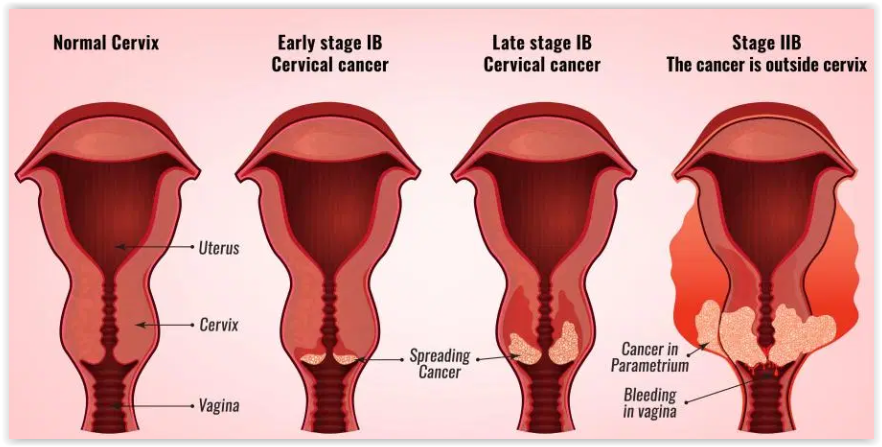 Normal Cervix
Early stage IB
Cervical cancer
Late stage IB
Cervical cancer
Stage IIB
The cancer is outside cervix
Uterus
Cervix
Vagina
Spreading
Cancer
Cancer in
Parametrium
Bleeding
in vagina